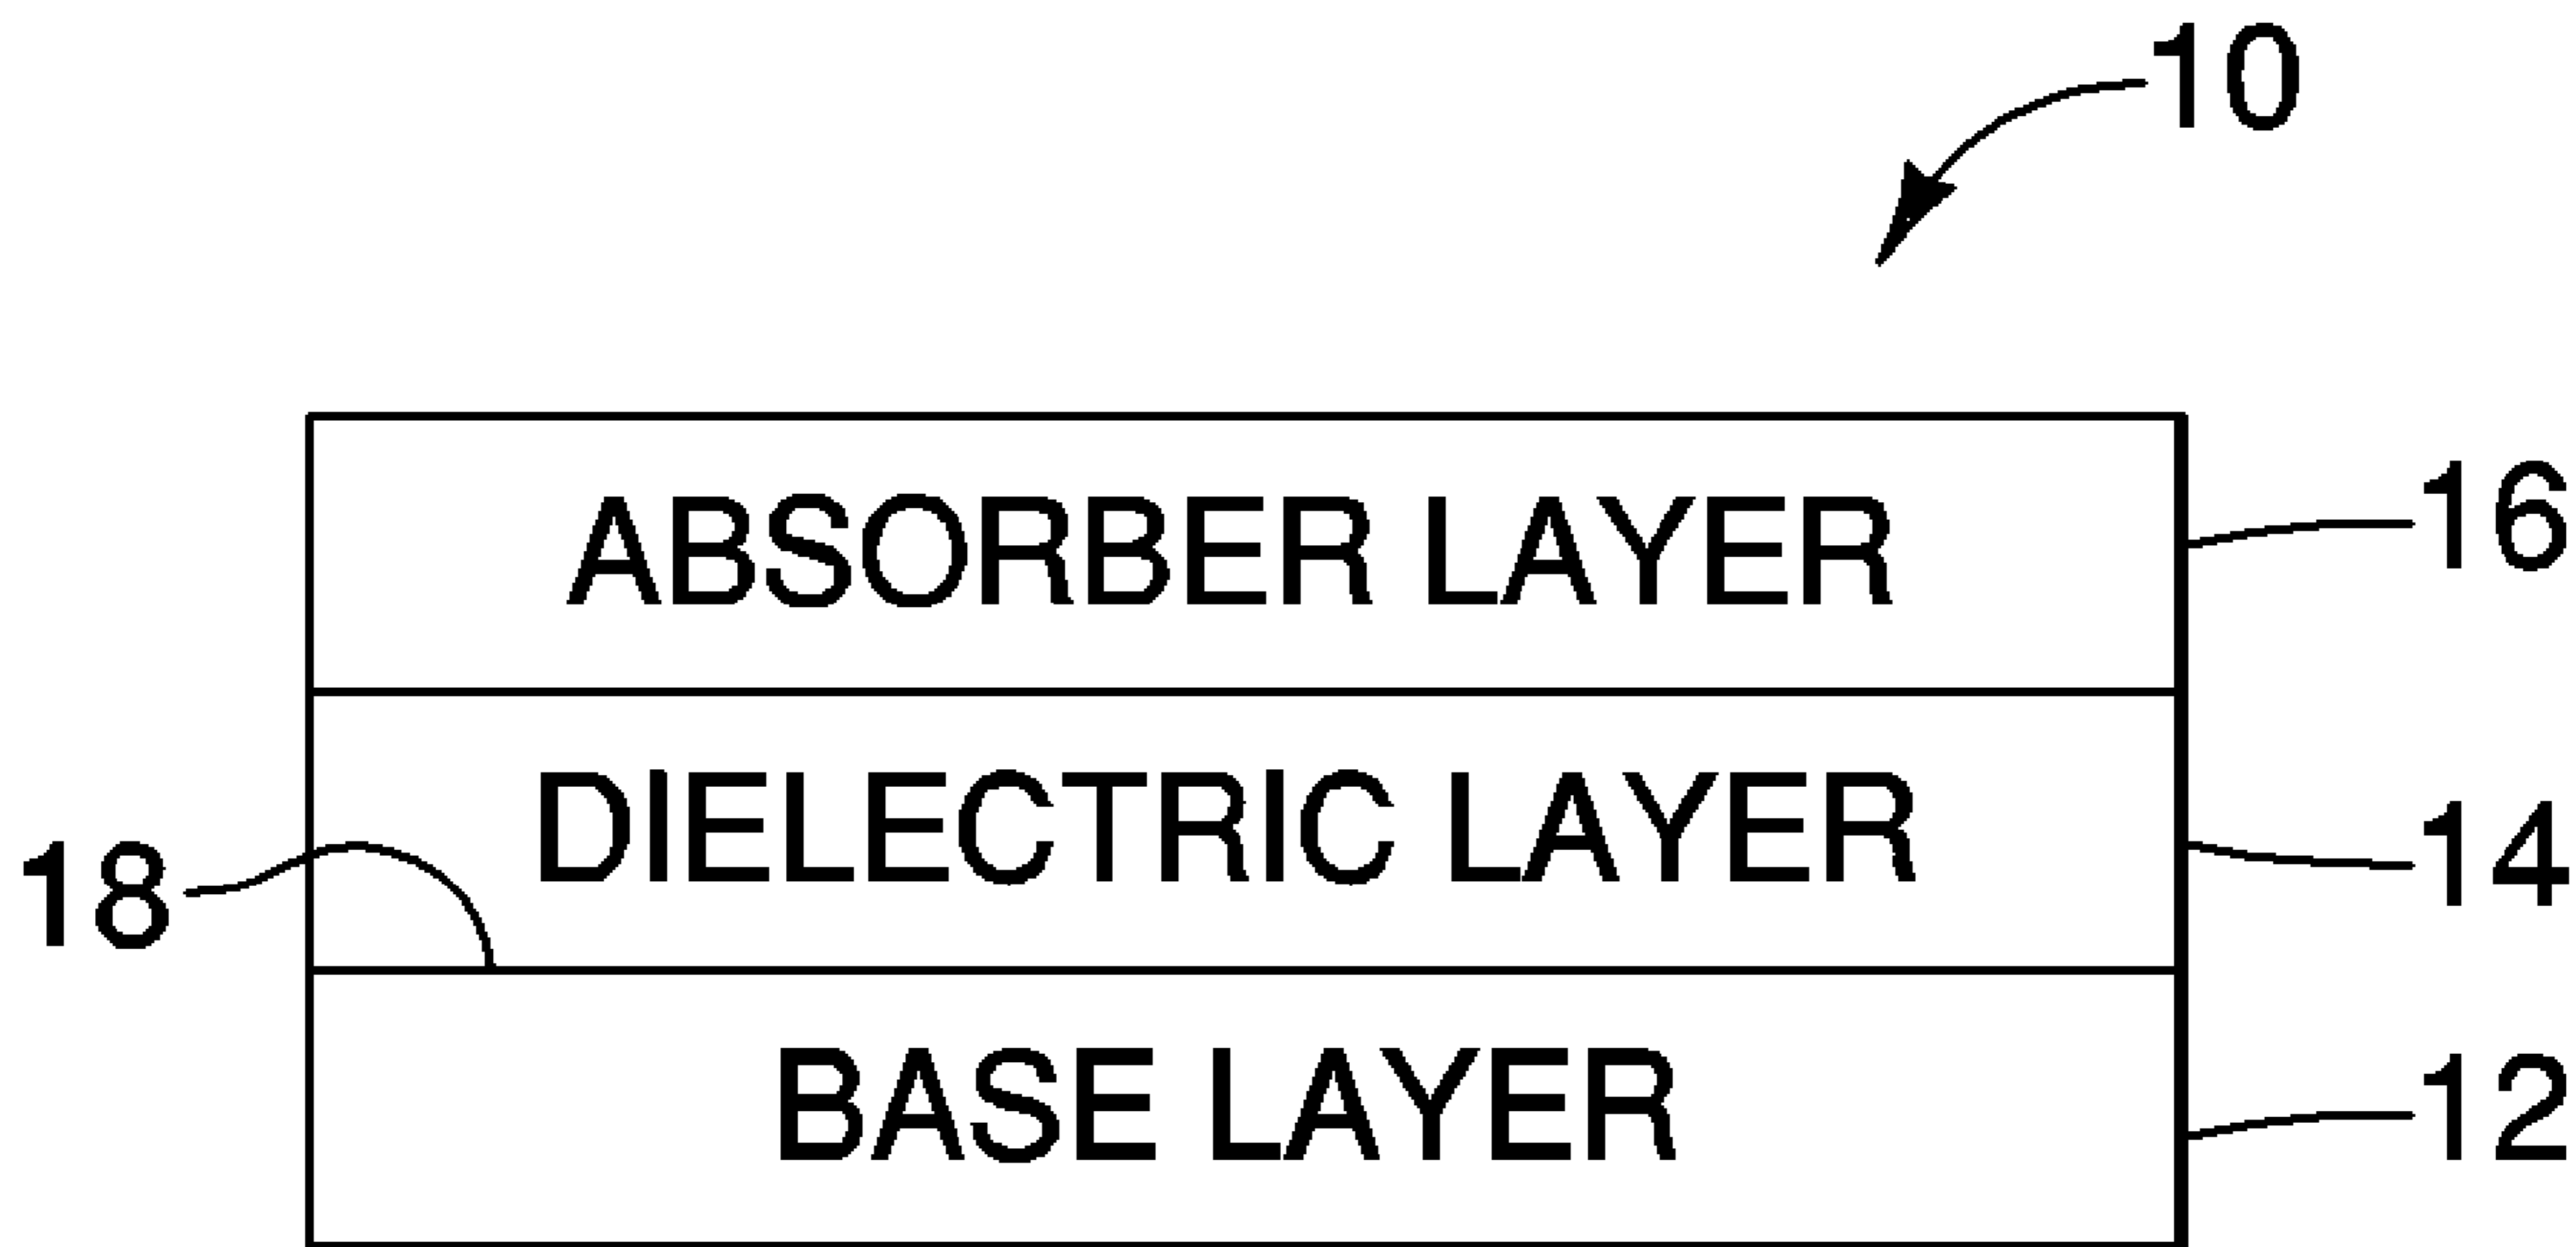 10
ABSORBER LAYER 16
DIELECTRIC LAYER 14
18
BASE LAYER 12